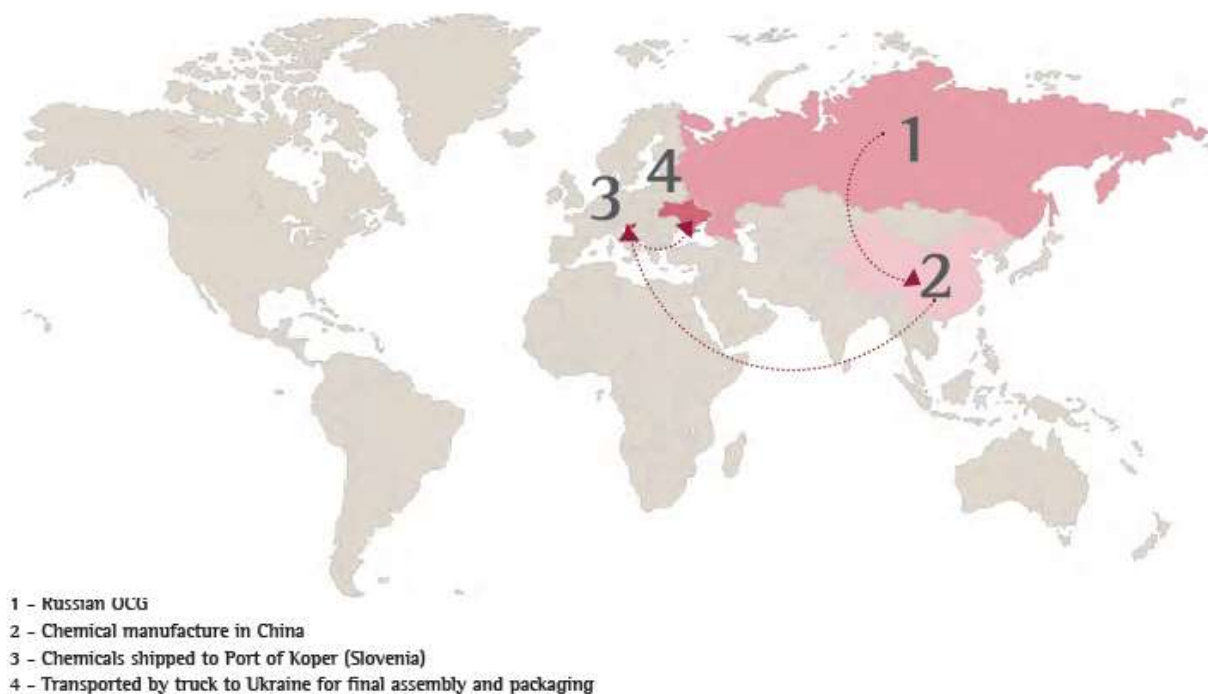 1
4
3
2
1 - Russian OCG
2 - Chemical manufacture in China
3 - Chemicals shipped to Port of Koper (Slovenia)
4 - Transported by truck to Ukraine for final assembly and packaging